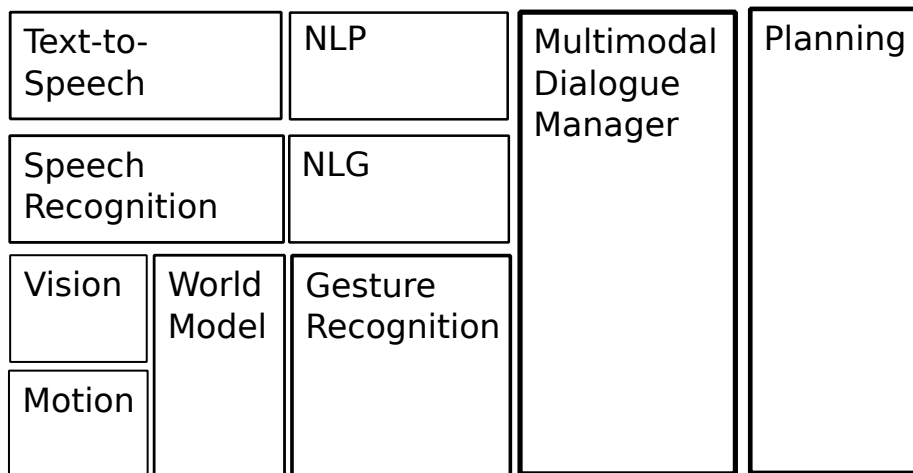 Text-to-
Speech
NLP
Multimodal
Dialogue
Manager
Planning
Speech
Recognition
NLG
Vision
World
Model
Gesture
Recognition
Motion